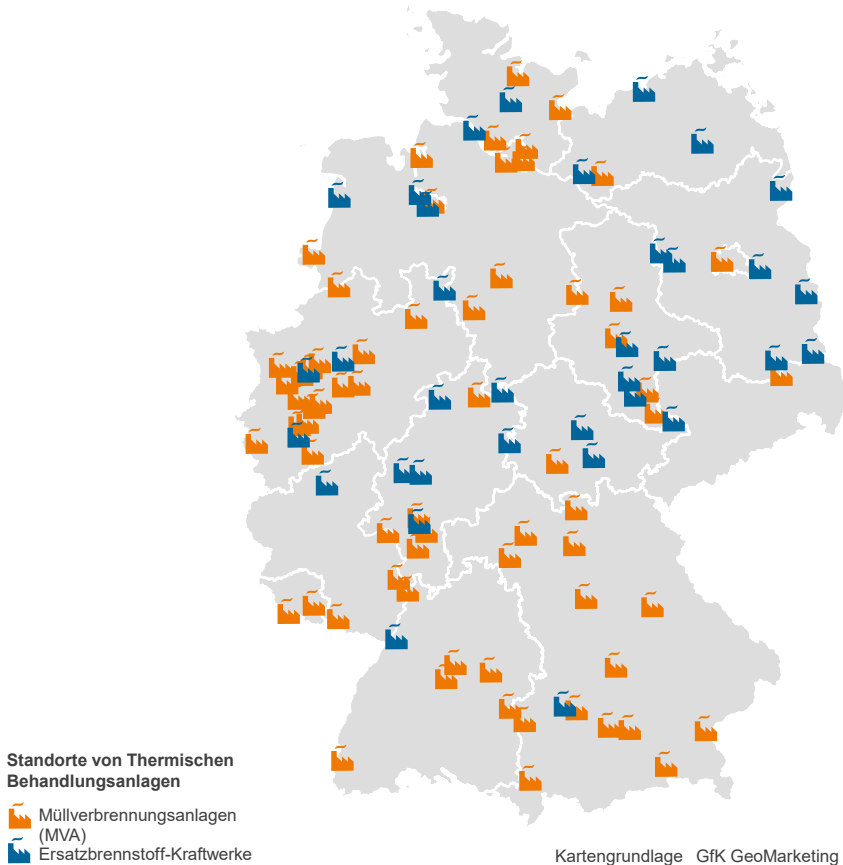 Standorte von Thermischen
Behandlungsanlagen
Müllverbrennungsanlagen
(MVA)
Ersatzbrennstoff-Kraftwerke
Kartengrundlage GfK GeoMarketing